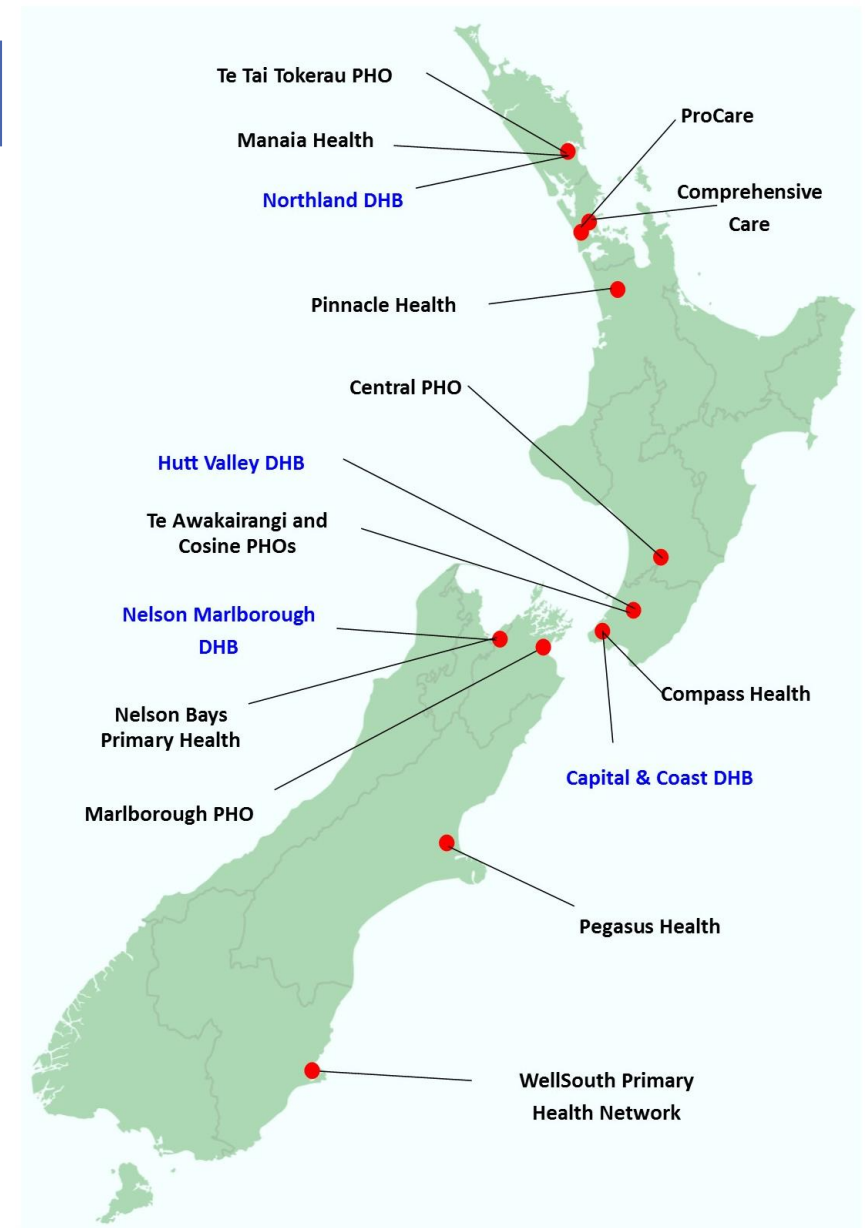 Te Tai Tokerau PHO
ProCare
Manaia Health
Comprehensive
Care
Northland DHB
Pinnacle Health
Central PHO
Hutt Valley DHB
Te Awakairangi and
Cosine PHOs
Nelson Marlborough
DHB
Compass Health
Nelson Bays
Primary Health
Capital & Coast DHB
Marlborough PHO
Pegasus Health
WellSouth Primary
Health Network